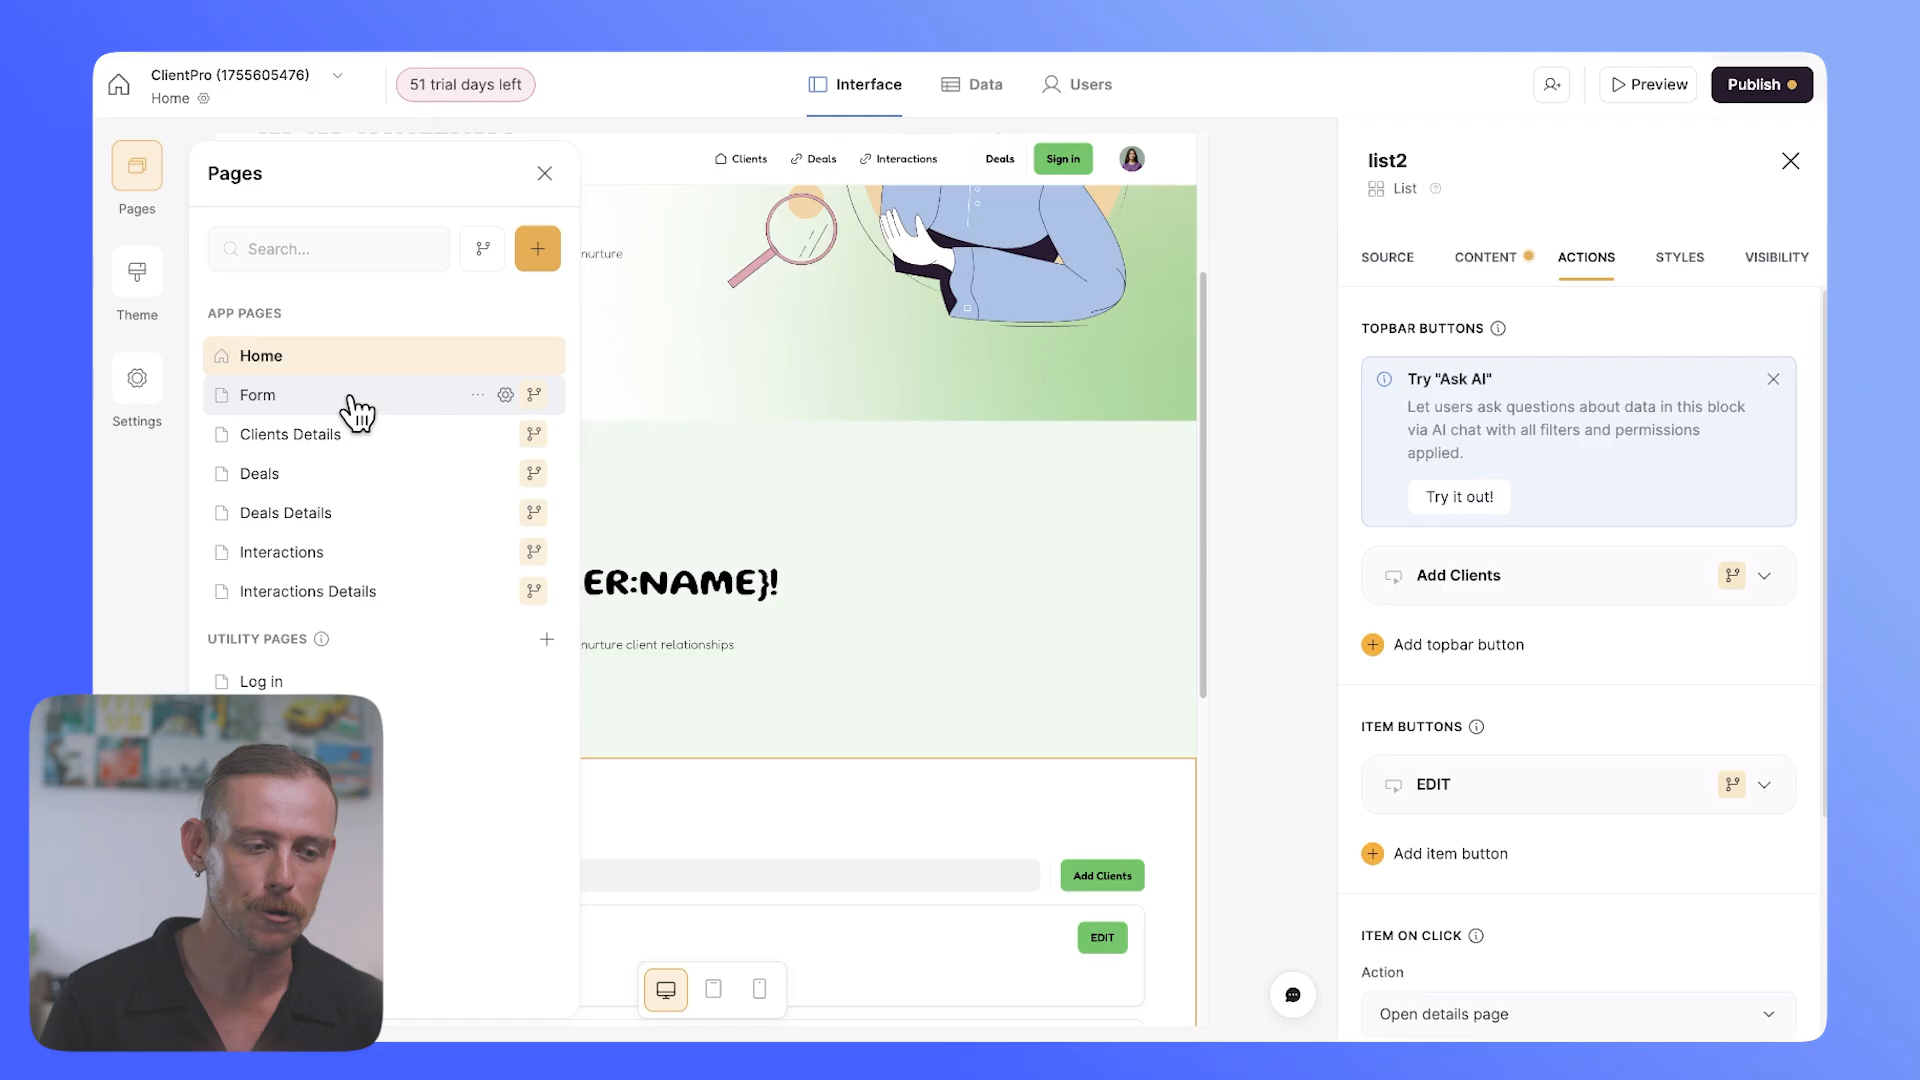 ClientPro (1755605476)
Home
51 trial days left
Interface
Data
Users
Preview
Publish
Pages
Theme
Settings
Pages
Search...
APP PAGES
Home
Form
Clients Details
Deals
Deals Details
Interactions
Interactions Details
UTILITY PAGES
Log in
Clients
Deals
Interactions
Deals
Sign in
nurture
ER:NAME}!
nurture client relationships
Add Clients
EDIT
list2
List
SOURCE
CONTENT
ACTIONS
STYLES
VISIBILITY
TOPBAR BUTTONS
Try "Ask AI"
Let users ask questions about data in this block
via AI chat with all filters and permissions
applied.
Try it out!
Add Clients
Add topbar button
ITEM BUTTONS
EDIT
Add item button
ITEM ON CLICK
Action
Open details page